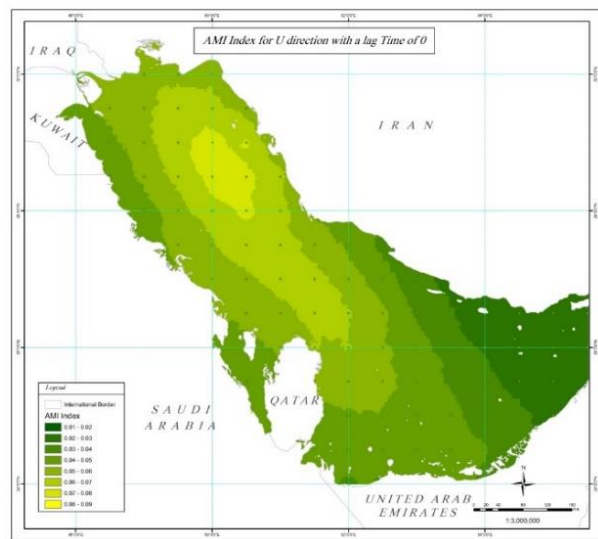 AMI Index for U direction with a lag Time of 0
IRAQ
IRAN
KUWAIT
QATAR
SAUDI
ARABIA
UNITED ARAB
EMIRATES
Legend
International Border
AMI Index
0.01 - 0.02
0.02 - 0.03
0.03 - 0.04
0.04 - 0.05
0.05 - 0.06
0.06 - 0.07
0.07 - 0.08
0.08 - 0.09
N
1:3,000,000